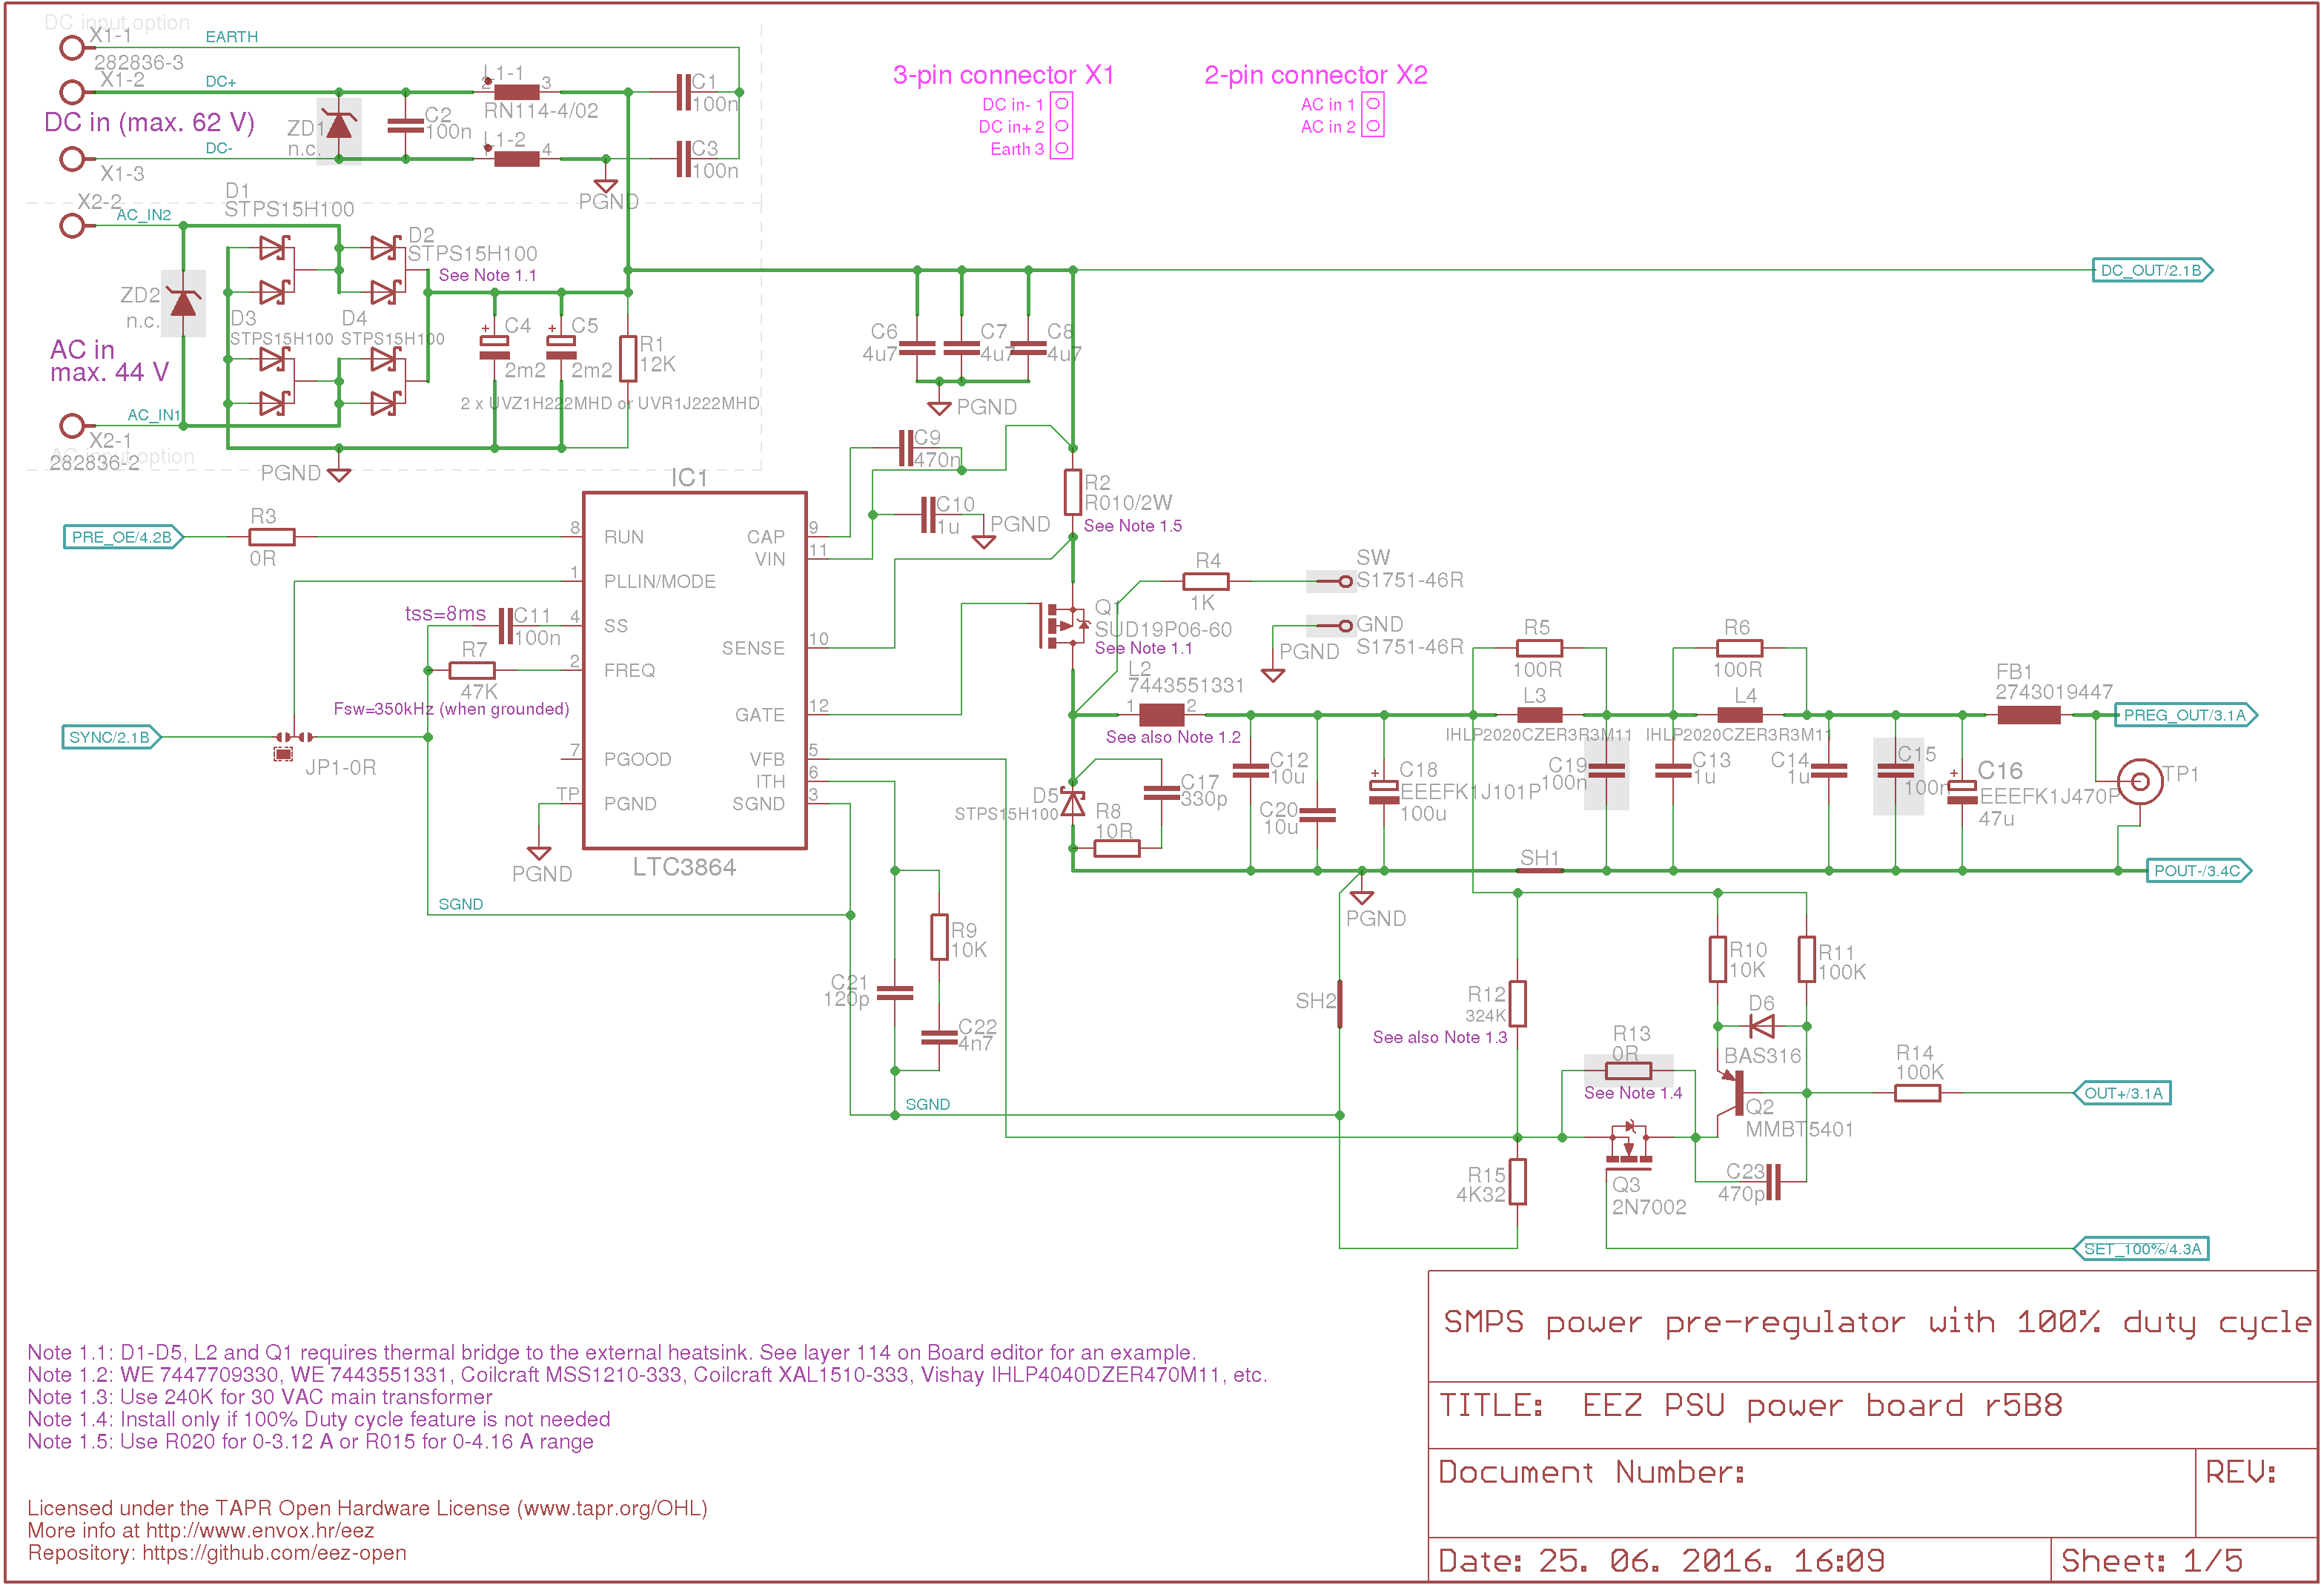 DC input option
X1-1
EARTH
282836-3
X1-2
DC+
DC in (max. 62 V)
ZD1
n.c.
C2
100n
L1-1
2
3
RN114-4/02
L1-2
4
DC-
X1-3
C1
100n
C3
100n
PGND
3-pin connector X1
DC in- 1
DC in+ 2
Earth 3
2-pin connector X2
AC in 1
AC in 2
D1
STPS15H100
X2-2
AC_IN2
D2
STPS15H100
See Note 1.1
ZD2
n.c.
D3
STPS15H100
D4
STPS15H100
AC in
max. 44 V
AC_IN1
X2-1
AC input option
282836-2
PGND
C4
2m2
C5
2m2
R1
12K
2 x UVZ1H222MHD or UVR1J222MHD
DC_OUT/2.1B
C6
4u7
C7
4u7
C8
4u7
PGND
C9
470n
C10
1u
PGND
R2
R010/2W
See Note 1.5
IC1
PRE_OE/4.2B
R3
0R
8
RUN
CAP
9
VIN
11
1
PLLIN/MODE
tss=8ms
C11
100n
4
SS
R7
47K
2
FREQ
SENSE
10
Fsw=350kHz (when grounded)
GATE
12
SYNC/2.1B
JP1-0R
7
PGOOD
VFB
5
ITH
6
TP
PGND
SGND
3
PGND
LTC3864
SGND
R4
1K
SW
S1751-46R
GND
S1751-46R
PGND
Q1
SUD19P06-60
See Note 1.1
L2
7443551331
1
2
See also Note 1.2
R5
100R
L3
IHLP2020CZER3R3M11
R6
100R
L4
IHLP2020CZER3R3M11
FB1
2743019447
PREG_OUT/3.1A
D5
STPS15H100
C17
330p
R8
10R
C12
10u
C20
10u
C18
EEEFK1J101P
100u
C19
100n
C13
1u
C14
1u
C15
100n
C16
EEEFK1J470P
47u
TP1
SH1
POUT-/3.4C
PGND
R9
10K
C21
120p
C22
4n7
SGND
SH2
R12
324K
See also Note 1.3
R10
10K
R11
100K
D6
BAS316
R13
0R
See Note 1.4
R14
100K
OUT+/3.1A
Q2
MMBT5401
R15
4K32
Q3
2N7002
C23
470p
SET_100%/4.3A
Note 1.1: D1-D5, L2 and Q1 requires thermal bridge to the external heatsink. See layer 114 on Board editor for an example.
Note 1.2: WE 7447709330, WE 7443551331, Coilcraft MSS1210-333, Coilcraft XAL1510-333, Vishay IHLP4040DZER470M11, etc.
Note 1.3: Use 240K for 30 VAC main transformer
Note 1.4: Install only if 100% Duty cycle feature is not needed
Note 1.5: Use R020 for 0-3.12 A or R015 for 0-4.16 A range
Licensed under the TAPR Open Hardware License (www.tapr.org/OHL)
More info at http://www.envox.hr/eez
Repository: https://github.com/eez-open
SMPS power pre-regulator with 100% duty cycle
TITLE: EEZ PSU power board r5B8
Document Number:
REV:
Date: 25. 06. 2016. 16:09
Sheet: 1/5